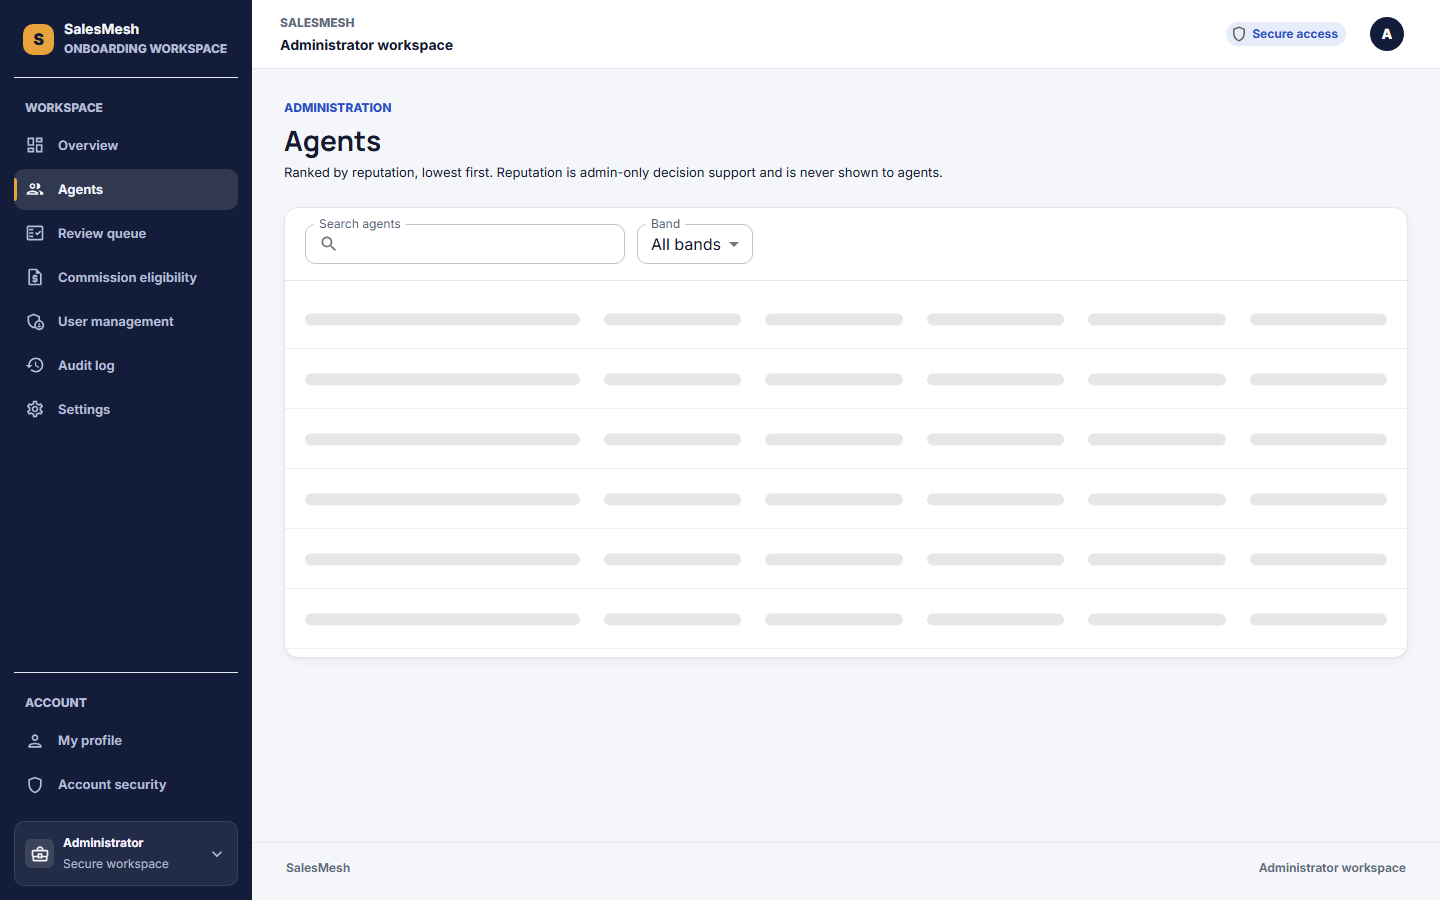 S
SalesMesh
ONBOARDING WORKSPACE
WORKSPACE
Overview
Agents
Review queue
Commission eligibility
User management
Audit log
Settings
ACCOUNT
My profile
Account security
Administrator
Secure workspace
SALESMESH
Administrator workspace
Secure access
A
ADMINISTRATION
Agents
Ranked by reputation, lowest first. Reputation is admin-only decision support and is never shown to agents.
Search agents
Band
All bands
SalesMesh
Administrator workspace